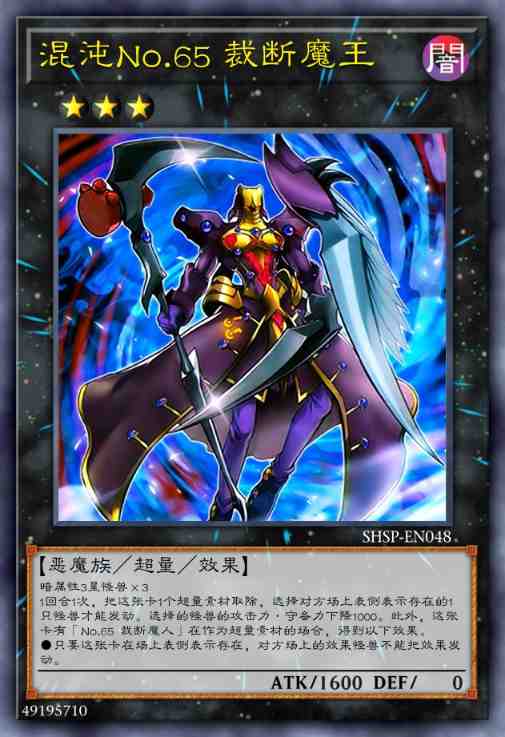 混沌No.65 裁断魔王
闇
SHSP-EN048
【恶魔族／超量／效果】
暗属性3星怪兽×3
1回合1次，把这张卡1个超量素材取除，选择对方场上表侧表示存在的1
只怪兽才能发动。选择的怪兽的攻击力·守备力下降1000。此外，这张
卡有「No.65 裁断魔人」在作为超量素材的场合，得到以下效果。
●只要这张卡在场上表侧表示存在，对方场上的效果怪兽不能把效果发
动。
ATK/1600 DEF/ 0
49195710